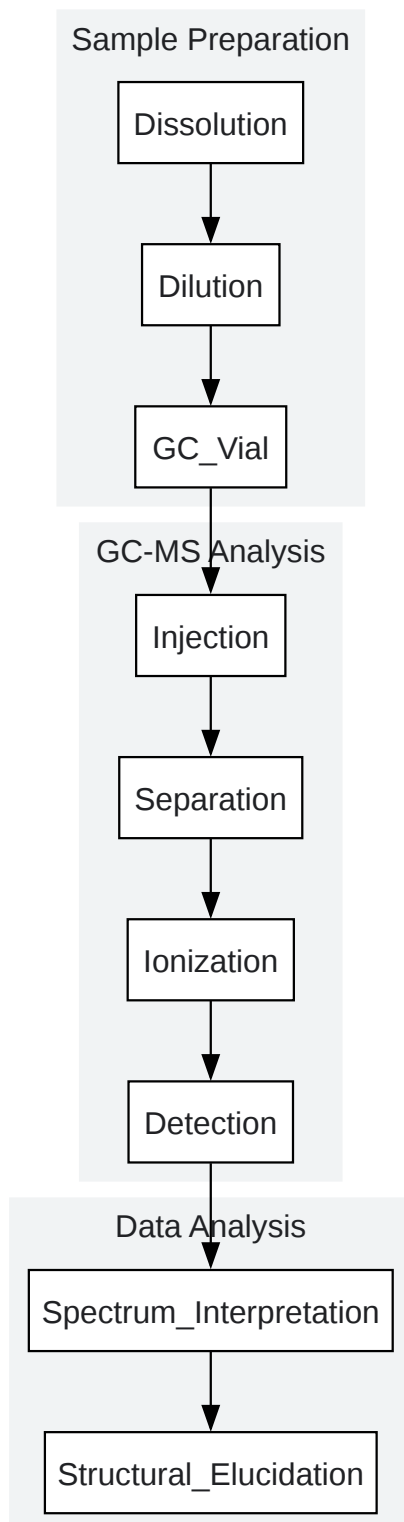 Sample Preparation
Dissolution
Dilution
GC_Vial
GC-MS Analysis
Injection
Separation
Ionization
Detection
Data Analysis
Spectrum_Interpretation
Structural_Elucidation